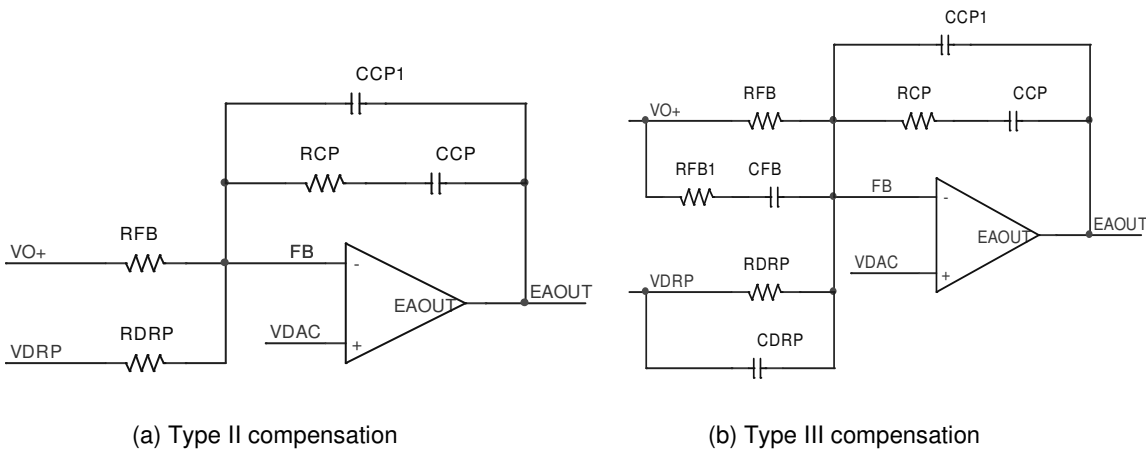 CCP1
RCP
CCP
RFB
VO+
FB
EAOUT
EAOUT
RDRP
VDAC
VDRP
-
+
(a) Type II compensation
CCP1
RFB
RCP
CCP
VO+
RFB1
CFB
FB
-
EAOUT
EAOUT
RDRP
VDAC
VDRP
+
CDRP
(b) Type III compensation